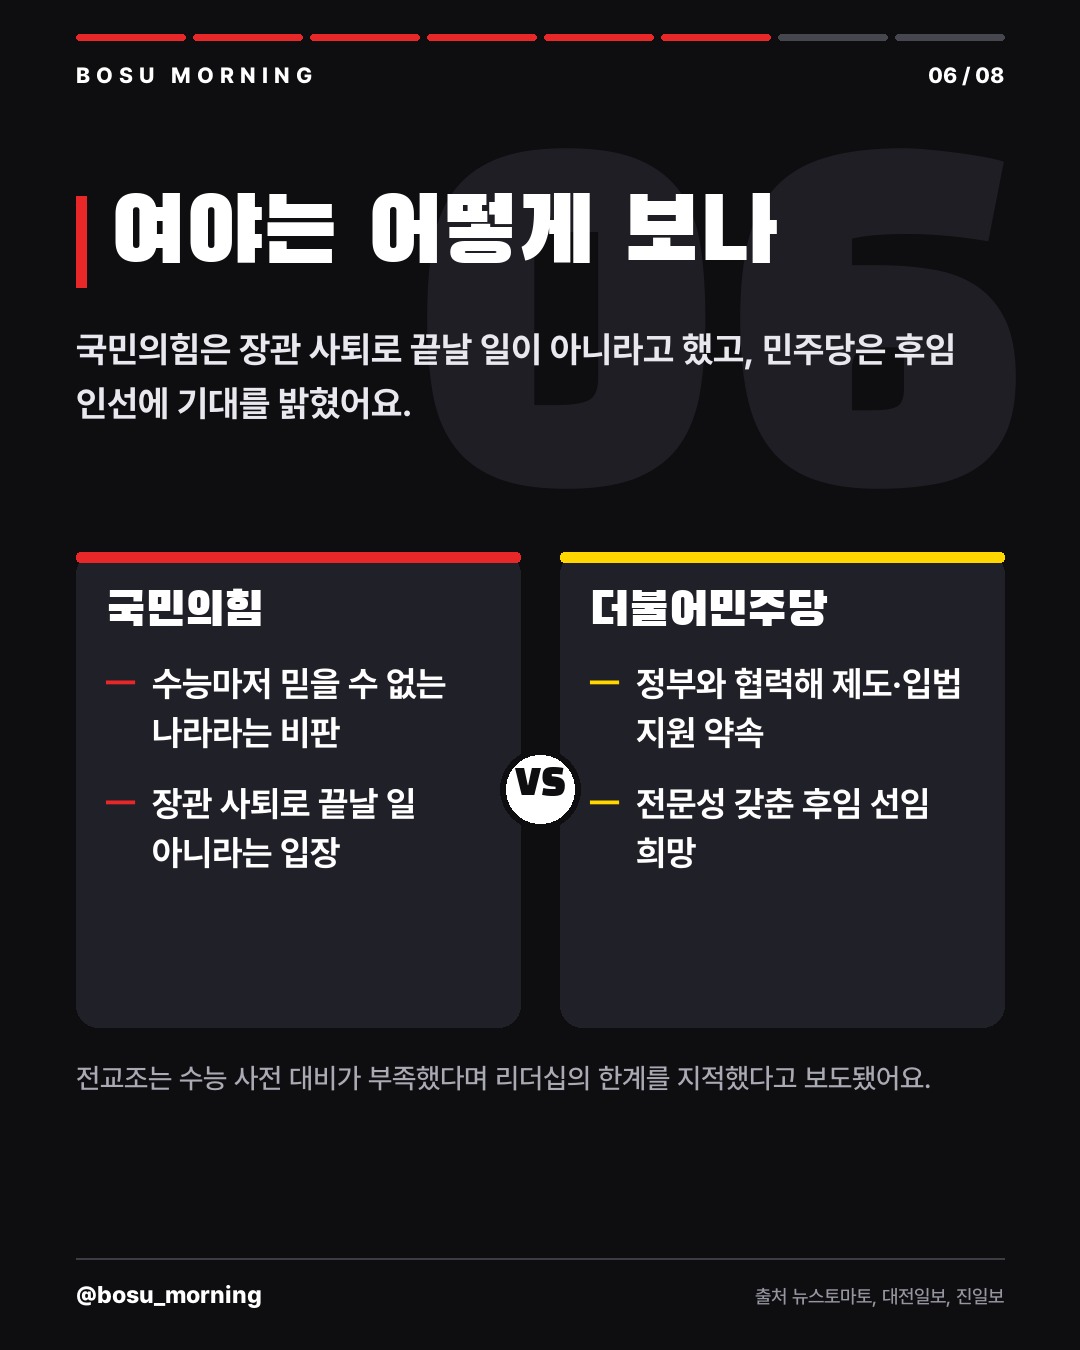 BOSU MORNING
06 / 08
06
여야는 어떻게 보나
국민의힘은 장관 사퇴로 끝날 일이 아니라고 했고, 민주당은 후임
인선에 기대를 밝혔어요.
국민의힘
— 수능마저 믿을 수 없는
나라라는 비판
— 장관 사퇴로 끝날 일
아니라는 입장
VS
더불어민주당
— 정부와 협력해 제도·입법
지원 약속
— 전문성 갖춘 후임 선임
희망
전교조는 수능 사전 대비가 부족했다며 리더십의 한계를 지적했다고 보도됐어요.
@bosu_morning
출처 뉴스토마토, 대전일보, 진일보